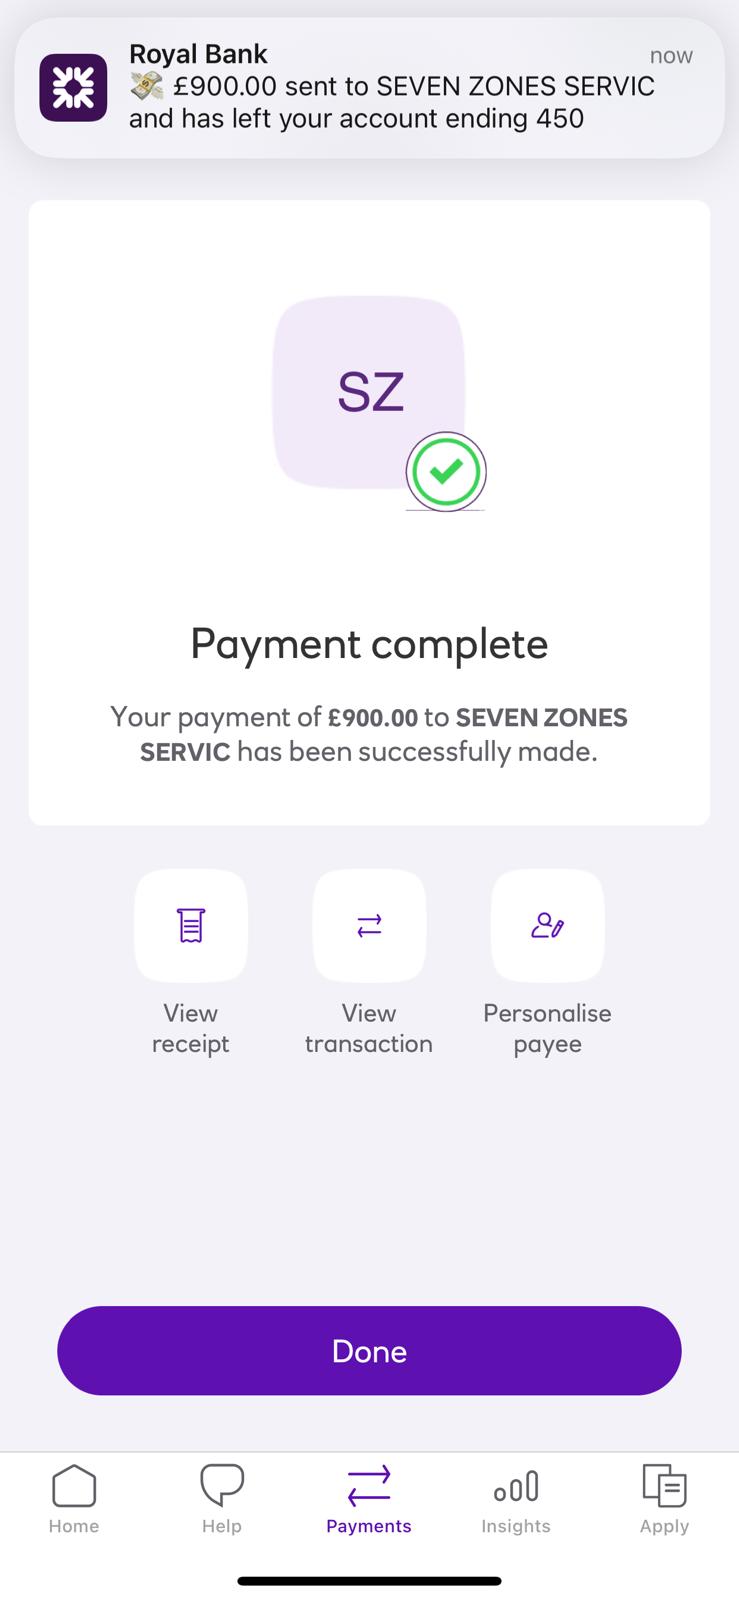 Royal Bank
now
💸 £900.00 sent to SEVEN ZONES SERVIC
and has left your account ending 450
SZ
Payment complete
Your payment of £900.00 to SEVEN ZONES
SERVIC has been successfully made.
View
receipt
View
transaction
Personalise
payee
Done
Home
Help
Payments
Insights
Apply